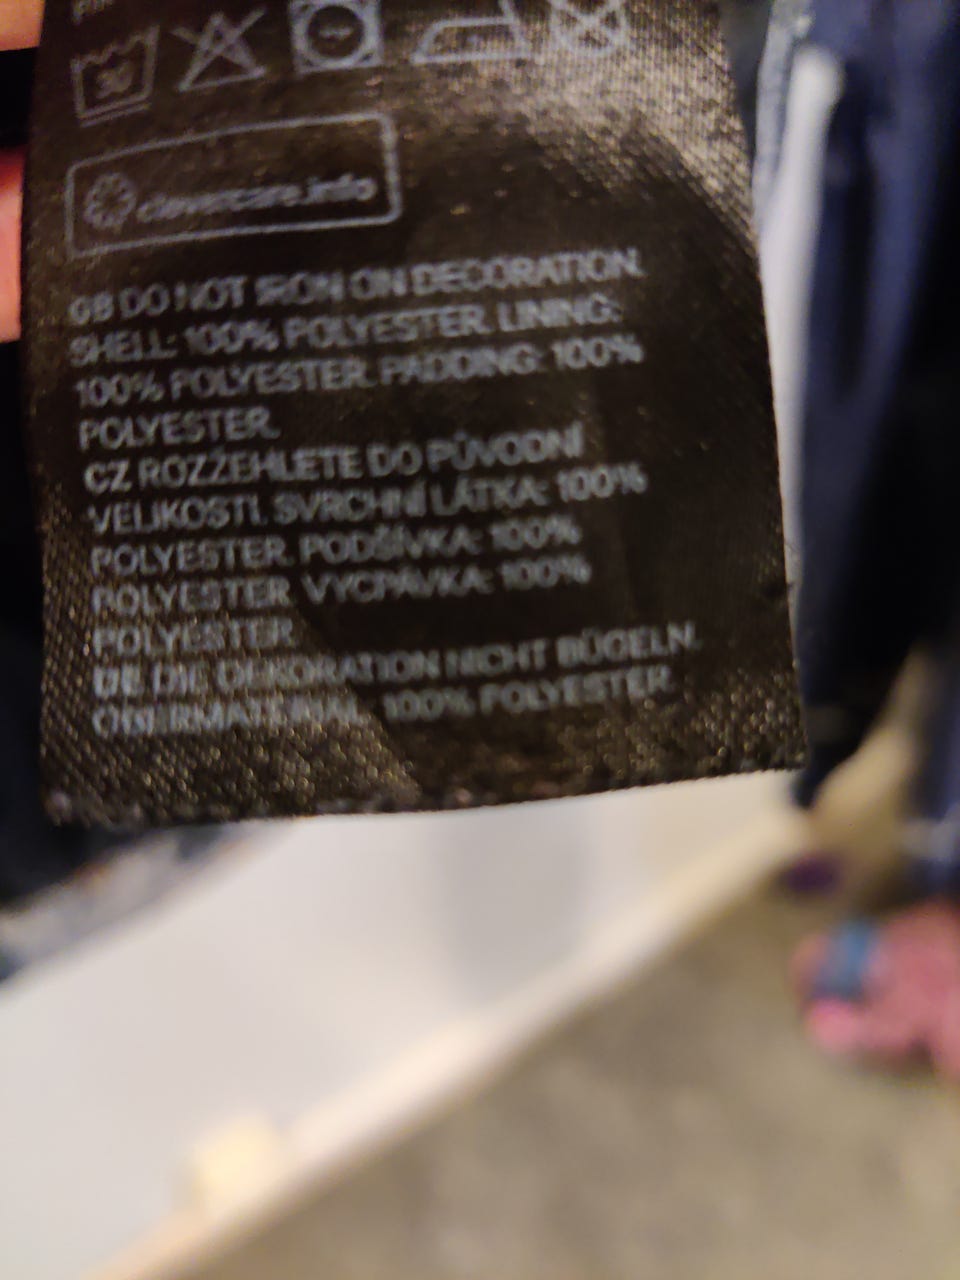 30
clevercare.info
GB DO NOT IRON ON DECORATION.
SHELL: 100% POLYESTER. LINING:
100% POLYESTER. PADDING: 100%
POLYESTER.
CZ ROZŽEHLETE DO PŮVODNÍ
VELIKOSTI. SVRCHNÍ LÁTKA: 100%
POLYESTER. PODŠÍVKA: 100%
POLYESTER. VYCPÁVKA: 100%
POLYESTER.
DE DIE DEKORATION NICHT BÜGELN.
OBERMATERIAL: 100% POLYESTER.